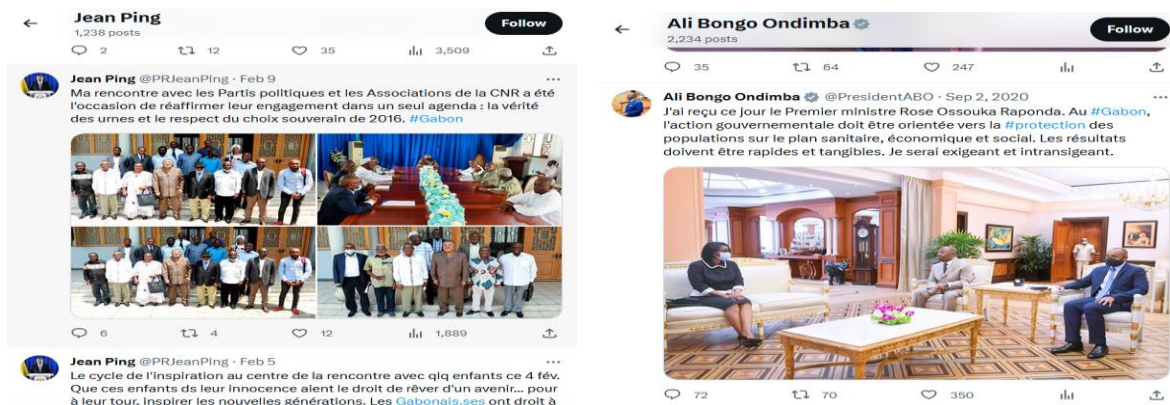 Jean Ping
1,238 posts
Follow
2 12 35 3,509
Jean Ping @PRJeanPing · Feb 9
Ma rencontre avec les Partis politiques et les Associations de la CNR a été
l'occasion de réaffirmer leur engagement dans un seul agenda : la vérité
des urnes et le respect du choix souverain de 2016. #Gabon
6 4 12 1,889
Jean Ping @PRJeanPing · Feb 5
Le cycle de l'inspiration au centre de la rencontre avec qlq enfants ce 4 fév.
Que ces enfants ds leur innocence aient le droit de rêver d'un avenir... pour
à leur tour, inspirer les nouvelles générations. Les Gabonais.ses ont droit à
Ali Bongo Ondimba
2,234 posts
Follow
35 64 247
Ali Bongo Ondimba @PresidentABO · Sep 2, 2020
J'ai reçu ce jour le Premier ministre Rose Ossouka Raponda. Au #Gabon,
l'action gouvernementale doit être orientée vers la #protection des
populations sur le plan sanitaire, économique et social. Les résultats
doivent être rapides et tangibles. Je serai exigeant et intransigeant.
72 70 350